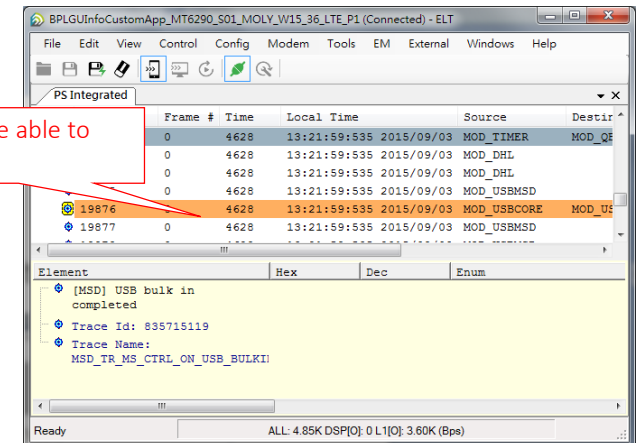 BPLGUInfoCustomApp_MT6290_S01_MOLY_W15_36_LTE_P1 (Connected) - ELT
File Edit View Control Config Modem Tools EM External Windows Help
PS Integrated
Frame # Time Local Time Source
0 4628 13:21:59:535 2015/09/03 MOD_TIMER
e able to
0 4628 13:21:59:535 2015/09/03 MOD_DHL
0 4628 13:21:59:535 2015/09/03 MOD_DHL
0 4628 13:21:59:535 2015/09/03 MOD_USBMSD
19876 4628 13:21:59:535 2015/09/03 MOD_USBCORE
19877 0 4628 13:21:59:535 2015/09/03 MOD_USBMSD
Element Hex Dec Enum
[MSD] USB bulk in
completed
Trace Id: 835715119
Trace Name:
MSD_TR_MS_CTRL_ON_USB_BULKI
Ready ALL: 4.85K DSP[O]: 0 L1[O]: 3.60K (Bps)